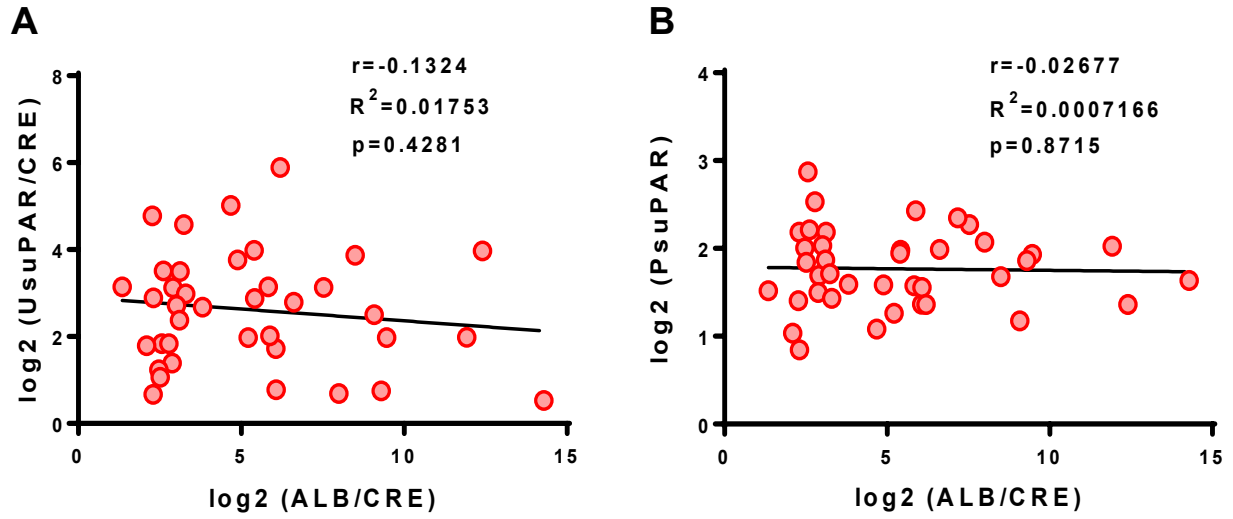 A
r=-0.1324
R²=0.01753
p=0.4281
log2 (UsuPAR/CRE)
8
6
4
2
0
0 5 10 15
log2 (ALB/CRE)
B
r=-0.02677
R²=0.0007166
p=0.8715
log2 (PsuPAR)
4
3
2
1
0
0 5 10 15
log2 (ALB/CRE)